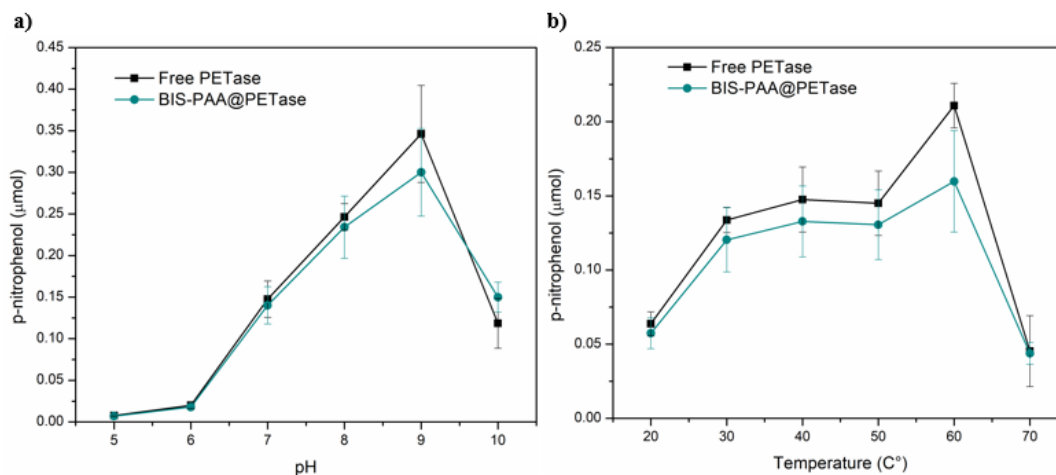 a)
p-nitrophenol (μmol)
0.45
0.40
0.35
0.30
0.25
0.20
0.15
0.10
0.05
0.00
Free PETase
BIS-PAA@PETase
5 6 7 8 9 10
pH
b)
p-nitrophenol (μmol)
0.25
0.20
0.15
0.10
0.05
0.00
Free PETase
BIS-PAA@PETase
20 30 40 50 60 70
Temperature (C°)